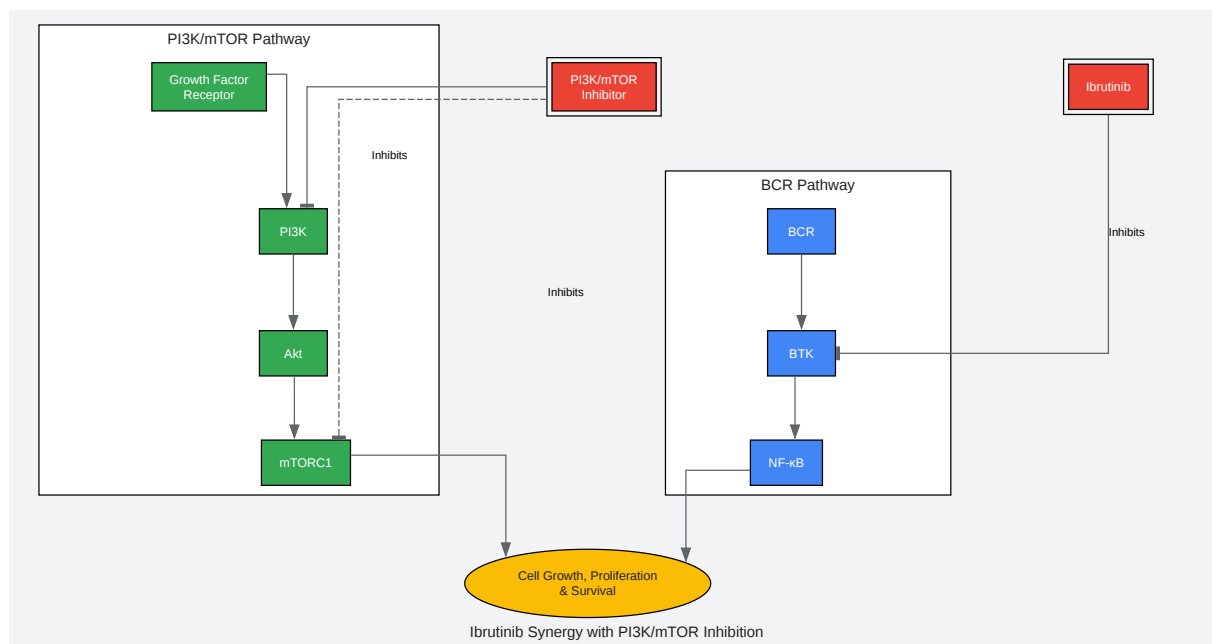 PI3K/mTOR Pathway
Growth Factor
Receptor
PI3K/mTOR
Inhibitor
Ibrutinib
Inhibits
BCR Pathway
PI3K
BCR
Inhibits
Inhibits
Akt
BTK
mTORC1
NF-κB
Cell Growth, Proliferation
& Survival
Ibrutinib Synergy with PI3K/mTOR Inhibition